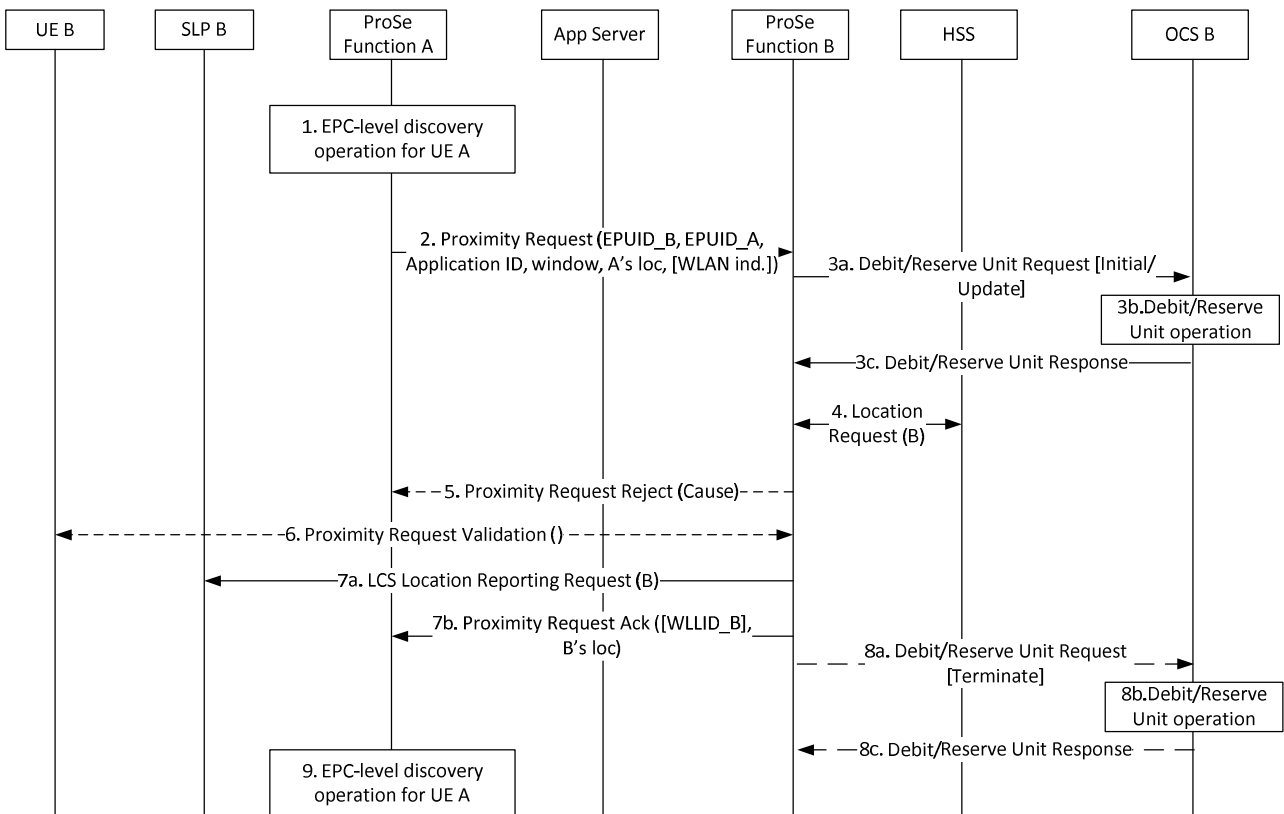 UE B
SLP B
ProSe
Function A
App Server
ProSe
Function B
HSS
OCS B
1. EPC-level discovery
operation for UE A
2. Proximity Request (EPUID_B, EPUID_A,
Application ID, window, A's loc, [WLAN ind.])
3a. Debit/Reserve Unit Request [Initial/
Update]
3b.Debit/Reserve
Unit operation
3c. Debit/Reserve Unit Response
4. Location
Request (B)
5. Proximity Request Reject (Cause)
6. Proximity Request Validation ()
7a. LCS Location Reporting Request (B)
7b. Proximity Request Ack ([WLLID_B],
B's loc)
8a. Debit/Reserve Unit Request
[Terminate]
8b.Debit/Reserve
Unit operation
8c. Debit/Reserve Unit Response
9. EPC-level discovery
operation for UE A